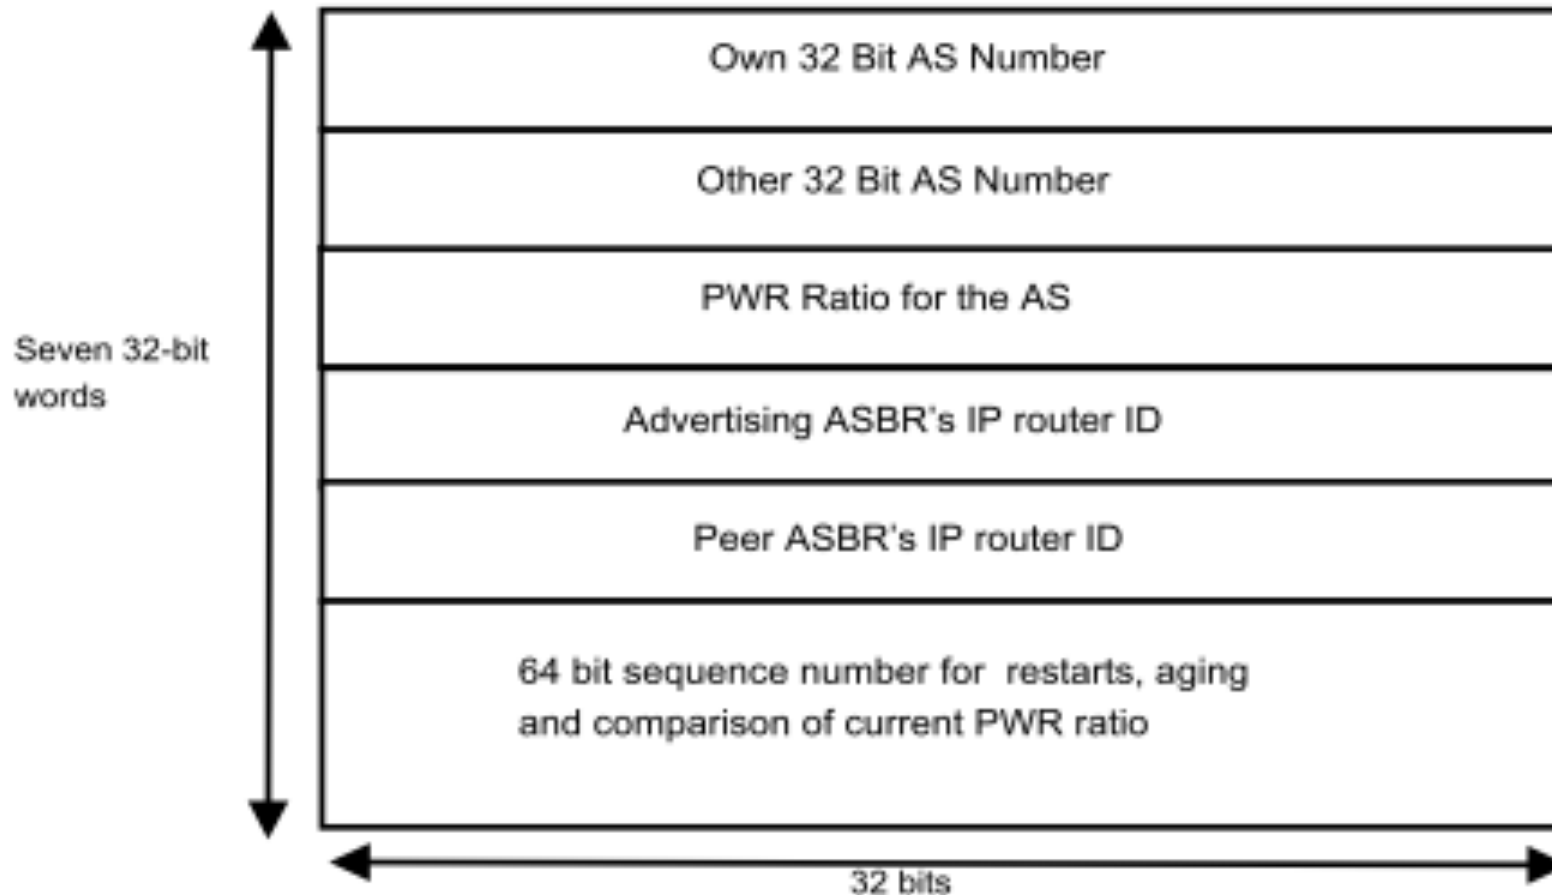 Own 32 Bit AS Number
Other 32 Bit AS Number
PWR Ratio for the AS
Seven 32-bit
words
Advertising ASBR's IP router ID
Peer ASBR's IP router ID
64 bit sequence number for  restarts, aging
and comparison of current PWR ratio
32 bits